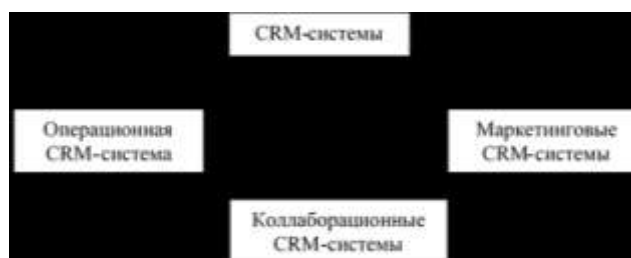 CRM-системы
Операционная
CRM-система
Маркетинговые
CRM-системы
Коллаборационные
CRM-системы